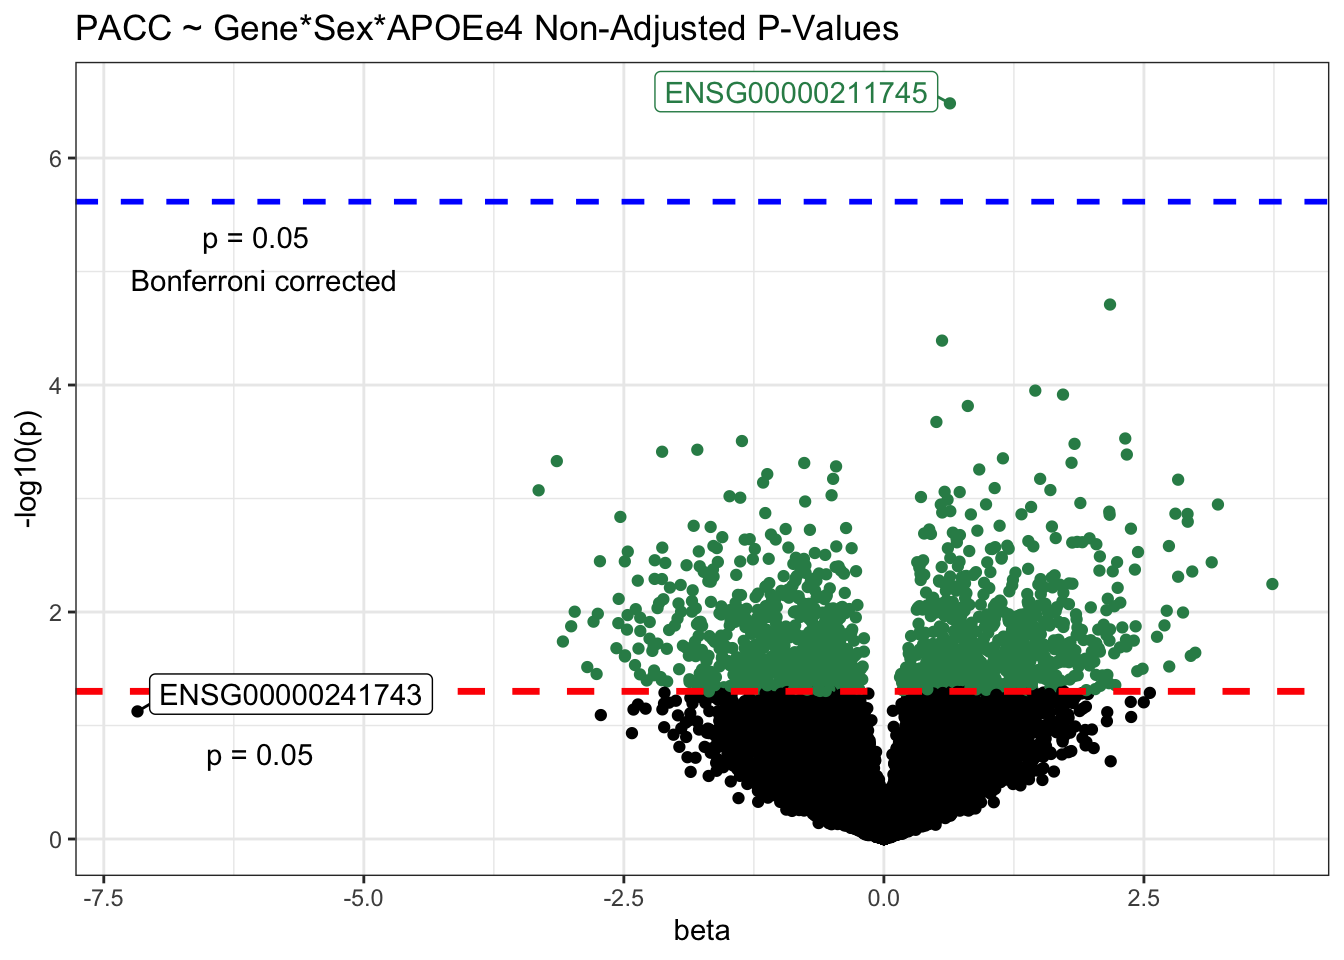 PACC ~ Gene*Sex*APOEe4 Non-Adjusted P-Values
ENSG00000211745
6
p = 0.05
Bonferroni corrected
4
-log10(p)
2
ENSG00000241743
p = 0.05
0
-7.5 -5.0 -2.5 0.0 2.5
beta